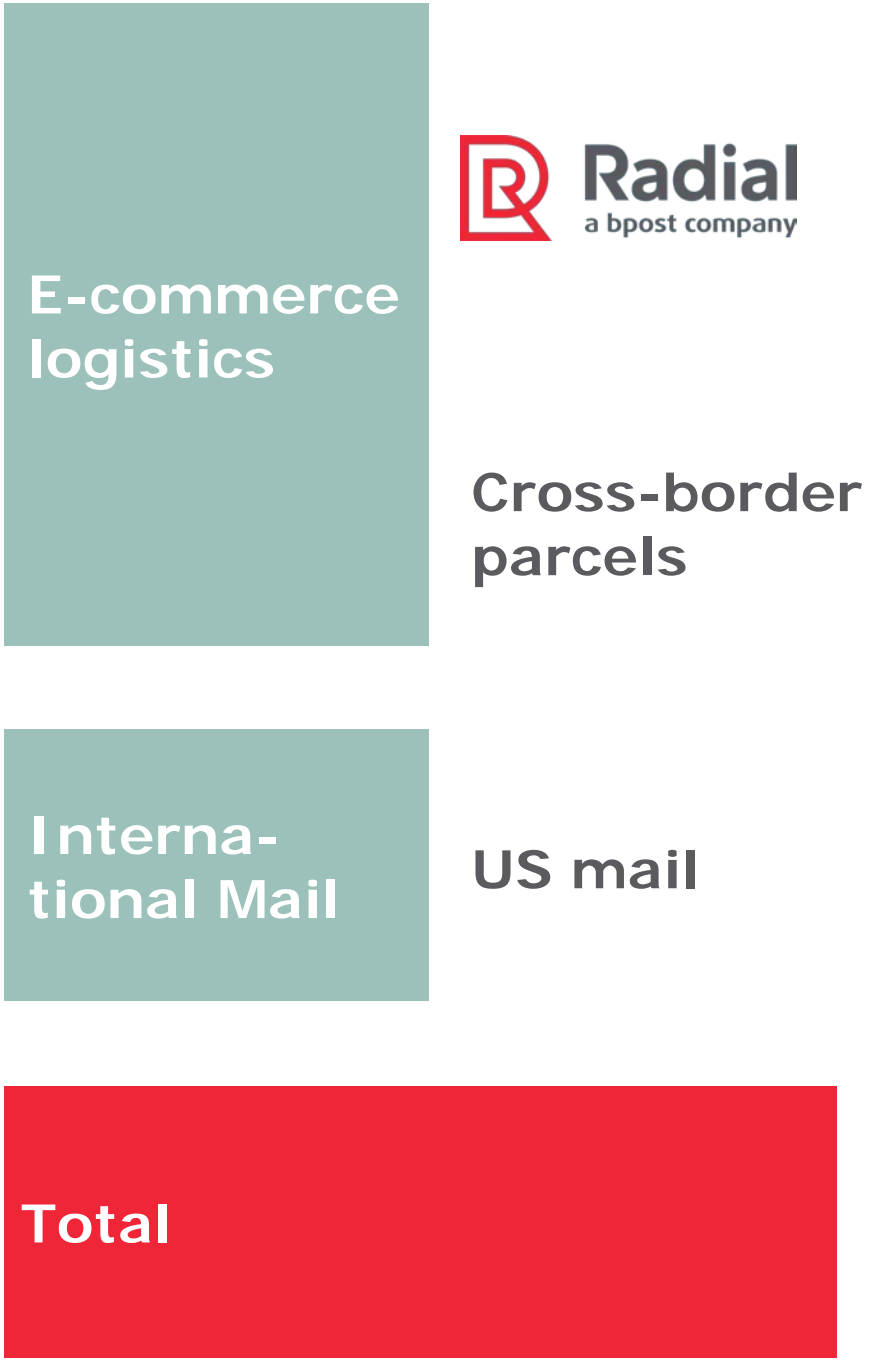 Radial
a bpost company
E-commerce
logistics
Cross-border
parcels
Interna-
tional Mail
US mail
Total